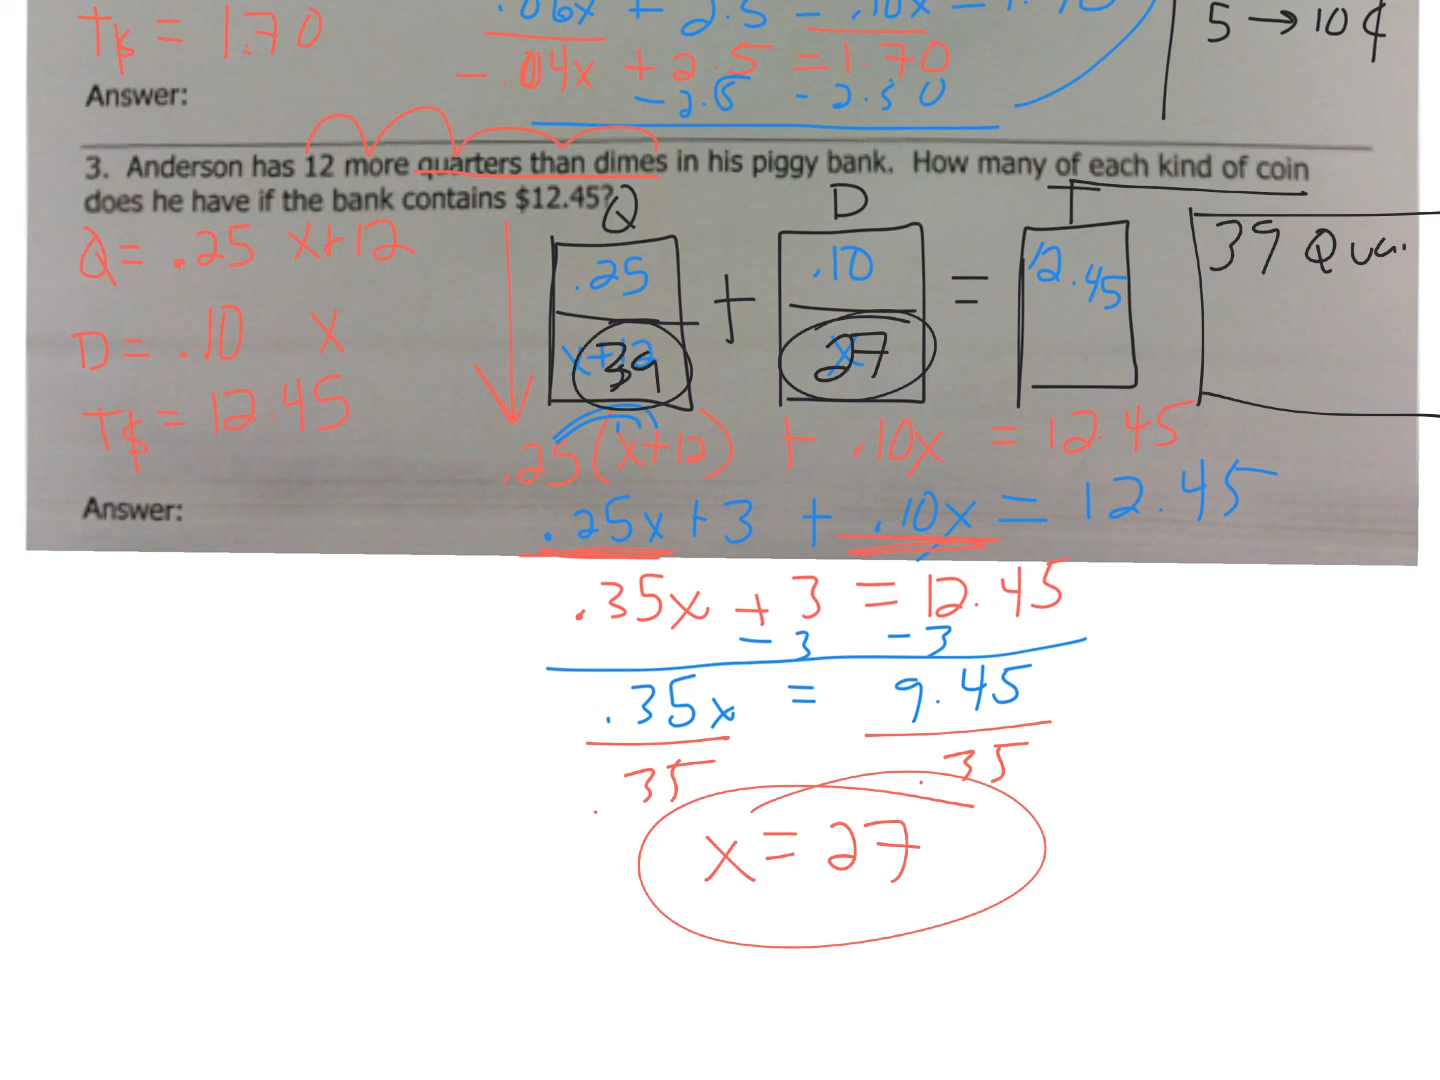 T$ = 1.70
.06x + 2.5 - .10x = 1.70
-.04x + 2.5 = 1.70
-2.5 -2.50
5 → 10¢
Answer:
3. Anderson has 12 more quarters than dimes in his piggy bank. How many of each kind of coin
does he have if the bank contains $12.45?
Q D T
Q = .25 x+12
.25 + .10 = 12.45
39 Qua.
D = .10 x
x+12 39 x 27
T$ = 12.45
.25(x+12) + .10x = 12.45
Answer:
.25x + 3 + .10x = 12.45
.35x + 3 = 12.45
-3 -3
.35x = 9.45
.35 .35
x = 27